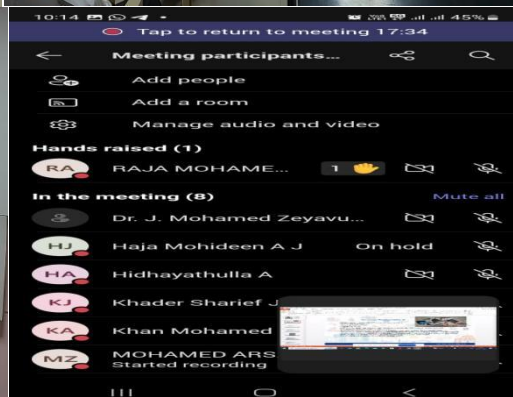 10:14 45%
Tap to return to meeting 17:34
Meeting participants...
Add people
Add a room
Manage audio and video
Hands raised (1)
RA RAJA MOHAME... 1
In the meeting (8) Mute all
Dr. J. Mohamed Zeyavu...
HJ Haja Mohideen A J On hold
HA Hidhayathulla A
KJ Khader Sharief J
KA Khan Mohamed
MZ MOHAMED ARS
Started recording